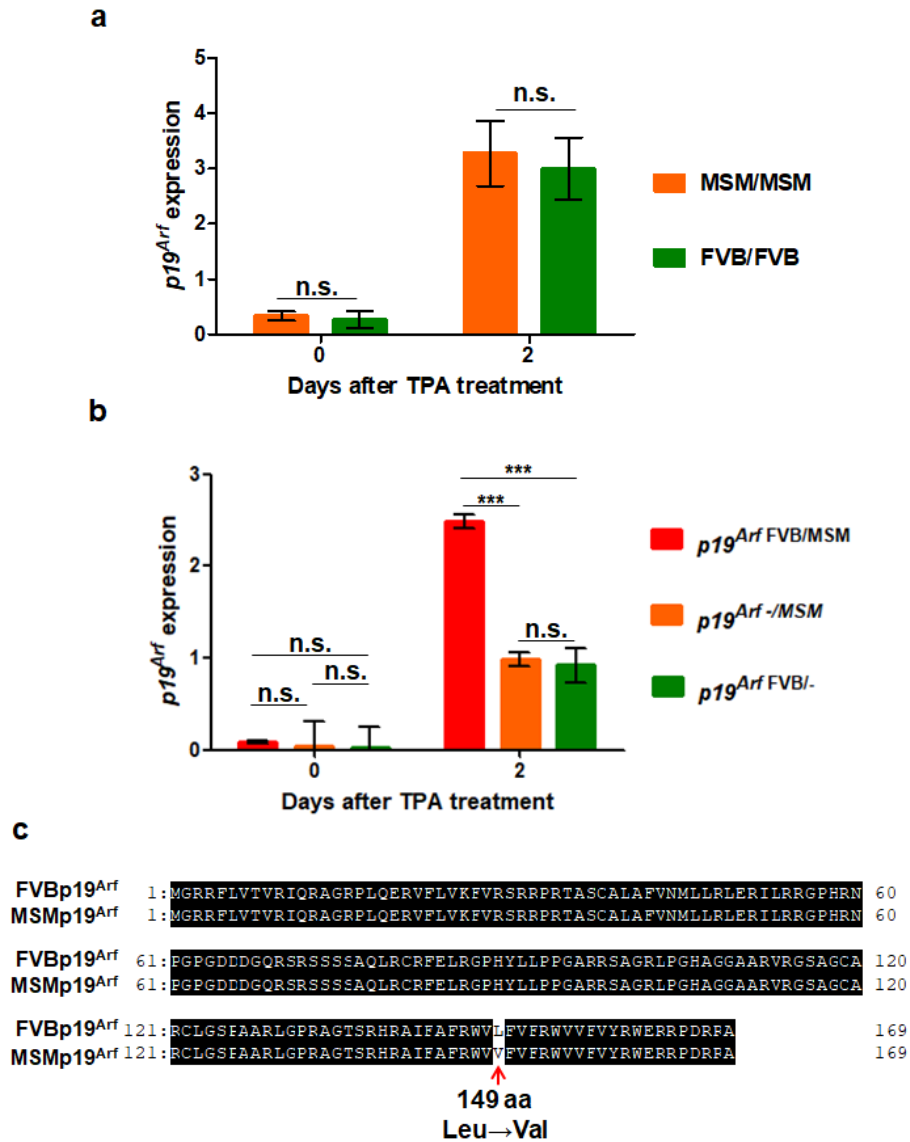 a
n.s.
n.s.
p19Arf expression
5
4
3
2
1
0
0
2
Days after TPA treatment
MSM/MSM
FVB/FVB
b
***
***
n.s.
n.s.
n.s.
n.s.
p19Arf expression
3
2
1
0
0
2
Days after TPA treatment
p19Arf FVB/MSM
p19Arf -/MSM
p19Arf FVB/-
c
FVBp19Arf 1:MGRRFLVTVRIQRAGRPLQERVFLVKFVRSRRPRTASCALAFVNMLLRLERILRRGPHRN 60
MSMp19Arf 1:MGRRFLVTVRIQRAGRPLQERVFLVKFVRSRRPRTASCALAFVNMLLRLERILRRGPHRN 60
FVBp19Arf 61:PGPGDDDGQRSRSSSSAQLRCRFELRGPHYLLPPGARRSAGRLPGHAGGAARVRGSAGCA 120
MSMp19Arf 61:PGPGDDDGQRSRSSSSAQLRCRFELRGPHYLLPPGARRSAGRLPGHAGGAARVRGSAGCA 120
FVBp19Arf 121:RCLGSPAARLGPRAGTSRHRAIFAFRWVLFVFRWVVFVYRWERRPDRPA 169
MSMp19Arf 121:RCLGSPAARLGPRAGTSRHRAIFAFRWVVFVFRWVVFVYRWERRPDRPA 169
149 aa
Leu→Val